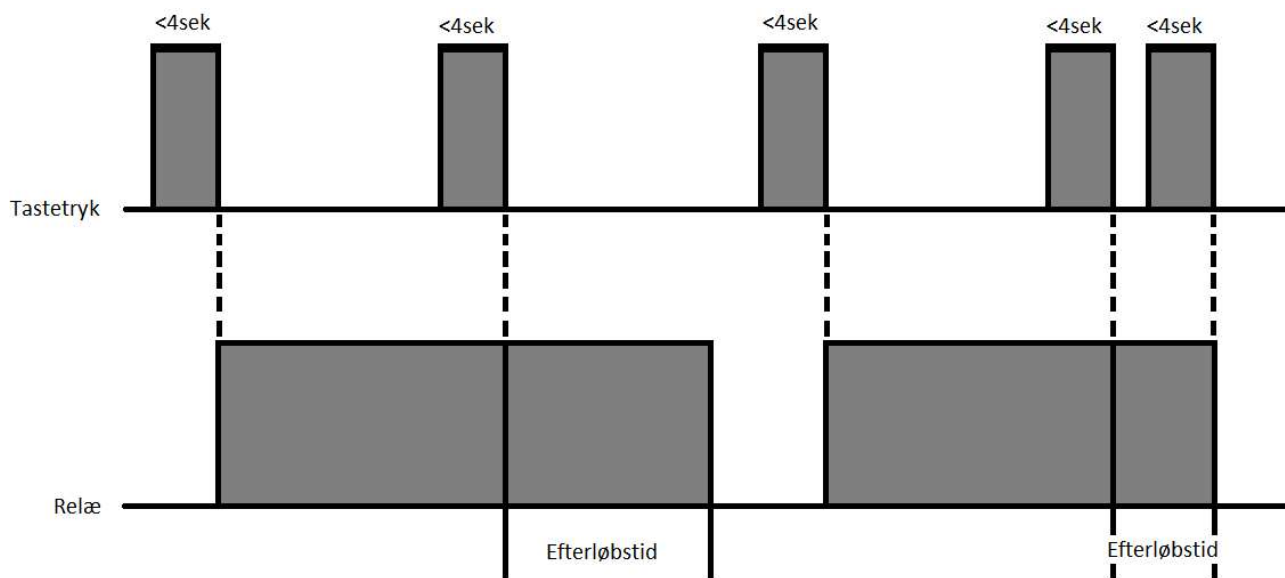 <4sek
<4sek
<4sek
<4sek
<4sek
Tastetryk
Relæ
Efterløbstid
Efterløbstid